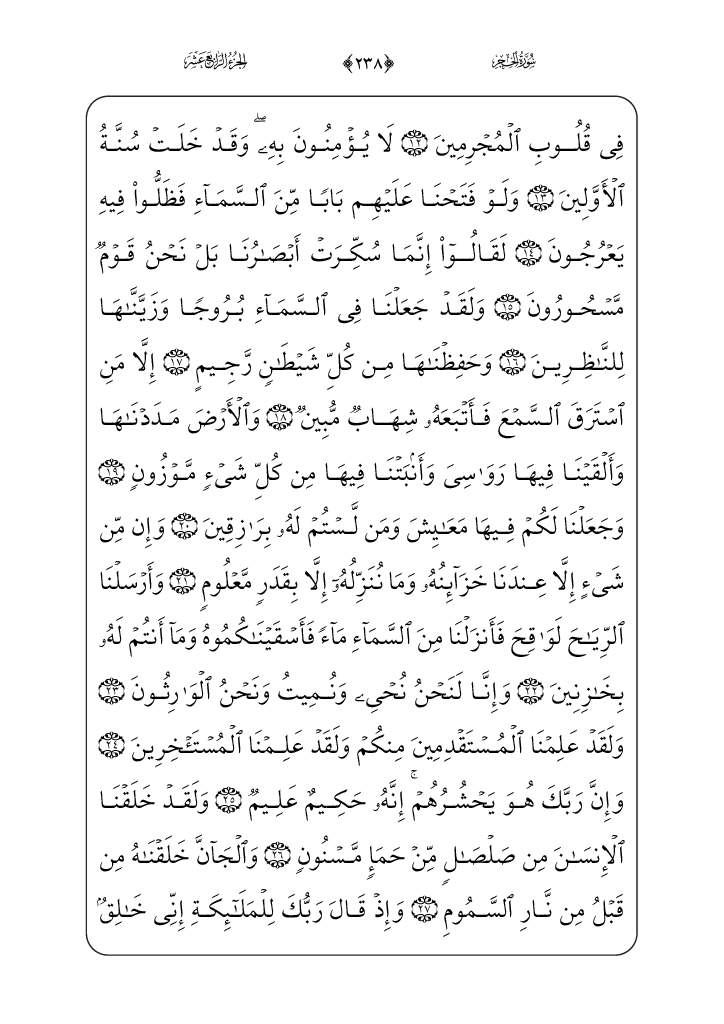 سُورَةُ الحِجْر ﴿٢٣٨﴾ الجُزْءُ الرَّابِعَ عَشَر
فِى قُلُوبِ ٱلْمُجْرِمِينَ ١٢ لَا يُؤْمِنُونَ بِهِۦۖ وَقَدْ خَلَتْ سُنَّةُ
ٱلْأَوَّلِينَ ١٣ وَلَوْ فَتَحْنَا عَلَيْهِم بَابًا مِّنَ ٱلسَّمَآءِ فَظَلُّوا۟ فِيهِ
يَعْرُجُونَ ١٤ لَقَالُوٓا۟ إِنَّمَا سُكِّرَتْ أَبْصَٰرُنَا بَلْ نَحْنُ قَوْمٌ
مَّسْحُورُونَ ١٥ وَلَقَدْ جَعَلْنَا فِى ٱلسَّمَآءِ بُرُوجًا وَزَيَّنَّٰهَا
لِلنَّٰظِرِينَ ١٦ وَحَفِظْنَٰهَا مِن كُلِّ شَيْطَٰنٍ رَّجِيمٍ ١٧ إِلَّا مَنِ
ٱسْتَرَقَ ٱلسَّمْعَ فَأَتْبَعَهُۥ شِهَابٌ مُّبِينٌ ١٨ وَٱلْأَرْضَ مَدَدْنَٰهَا
وَأَلْقَيْنَا فِيهَا رَوَٰسِىَ وَأَنۢبَتْنَا فِيهَا مِن كُلِّ شَىْءٍ مَّوْزُونٍ ١٩
وَجَعَلْنَا لَكُمْ فِيهَا مَعَٰيِشَ وَمَن لَّسْتُمْ لَهُۥ بِرَٰزِقِينَ ٢٠ وَإِن مِّن
شَىْءٍ إِلَّا عِندَنَا خَزَآئِنُهُۥ وَمَا نُنَزِّلُهُۥٓ إِلَّا بِقَدَرٍ مَّعْلُومٍ ٢١ وَأَرْسَلْنَا
ٱلرِّيَٰحَ لَوَٰقِحَ فَأَنزَلْنَا مِنَ ٱلسَّمَآءِ مَآءً فَأَسْقَيْنَٰكُمُوهُ وَمَآ أَنتُمْ لَهُۥ
بِخَٰزِنِينَ ٢٢ وَإِنَّا لَنَحْنُ نُحْىِۦ وَنُمِيتُ وَنَحْنُ ٱلْوَٰرِثُونَ ٢٣
وَلَقَدْ عَلِمْنَا ٱلْمُسْتَقْدِمِينَ مِنكُمْ وَلَقَدْ عَلِمْنَا ٱلْمُسْتَـْٔخِرِينَ ٢٤
وَإِنَّ رَبَّكَ هُوَ يَحْشُرُهُمْۚ إِنَّهُۥ حَكِيمٌ عَلِيمٌ ٢٥ وَلَقَدْ خَلَقْنَا
ٱلْإِنسَٰنَ مِن صَلْصَٰلٍ مِّنْ حَمَإٍ مَّسْنُونٍ ٢٦ وَٱلْجَآنَّ خَلَقْنَٰهُ مِن
قَبْلُ مِن نَّارِ ٱلسَّمُومِ ٢٧ وَإِذْ قَالَ رَبُّكَ لِلْمَلَٰٓئِكَةِ إِنِّى خَٰلِقٌۢ